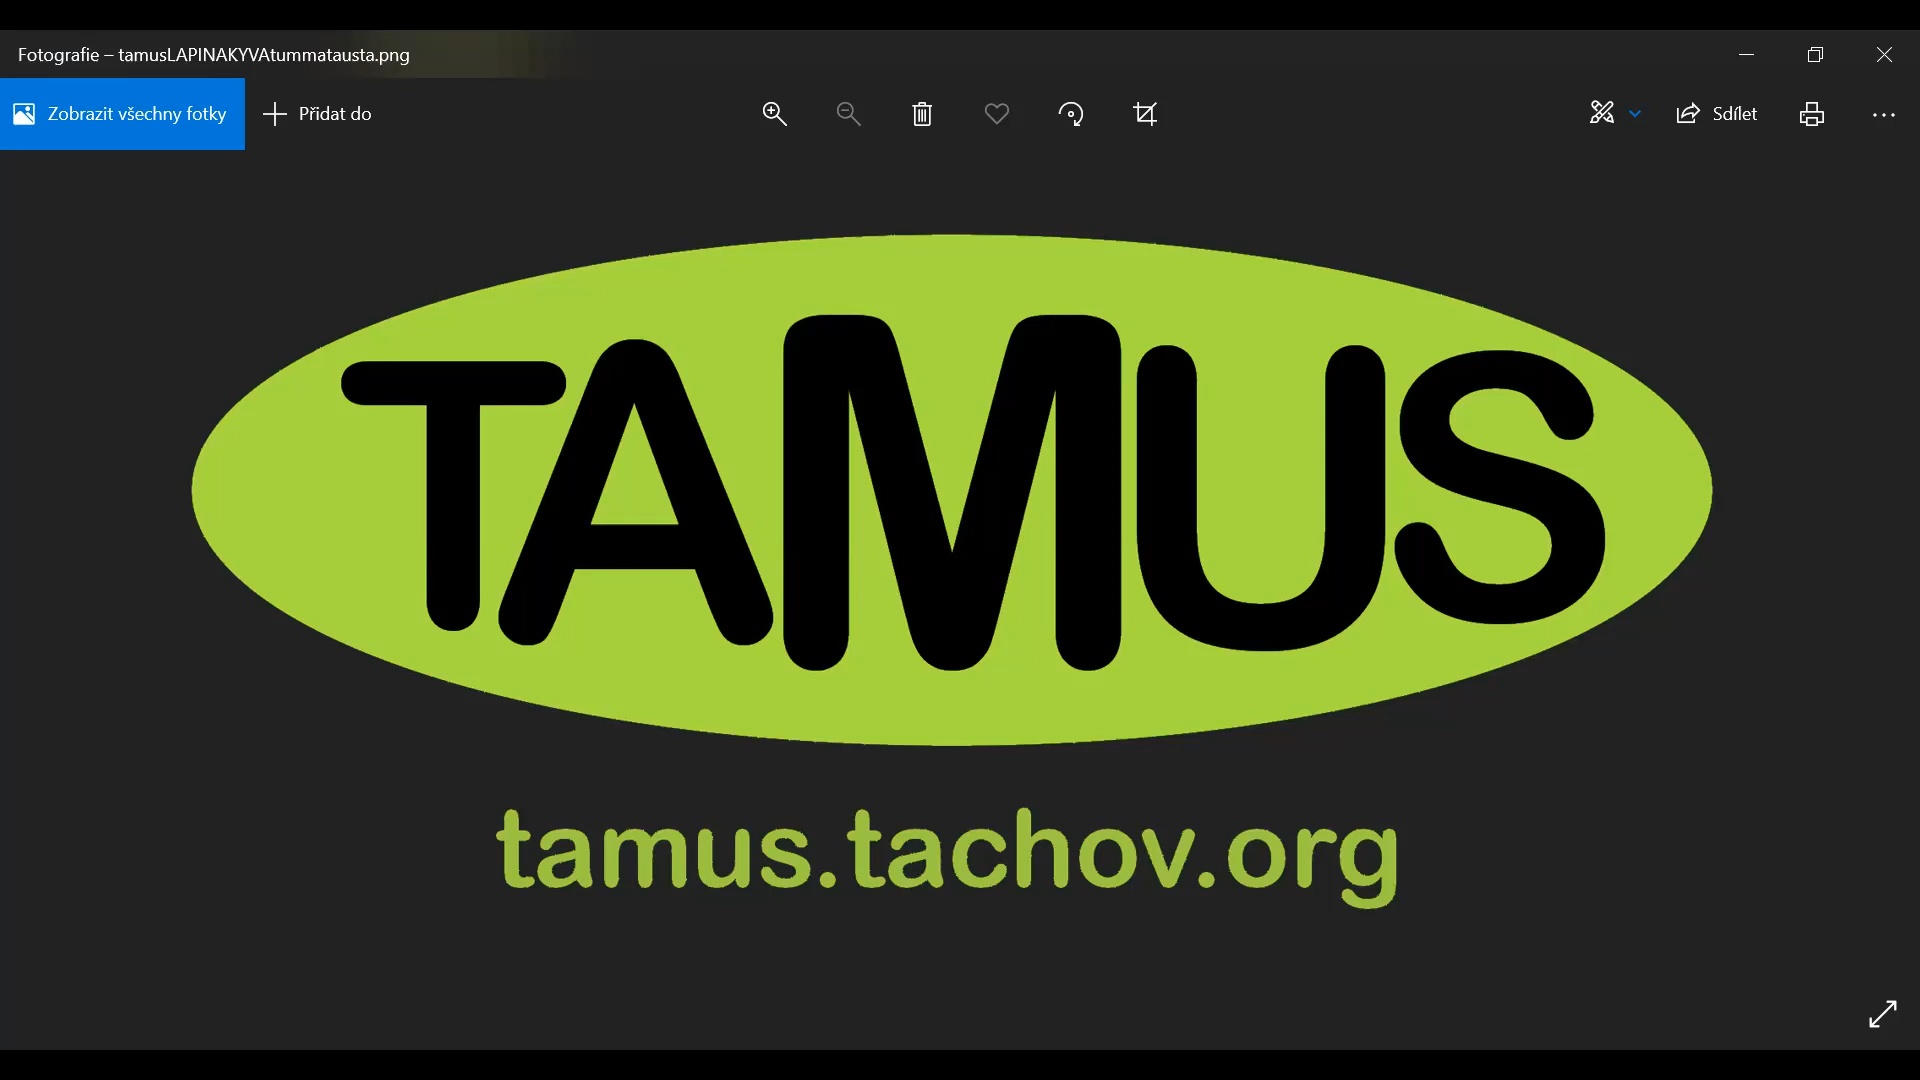 Fotografie – tamusLAPINAKYVAtummatausta.png
Zobrazit všechny fotky
Přidat do
Sdílet
TAMUS
tamus.tachov.org